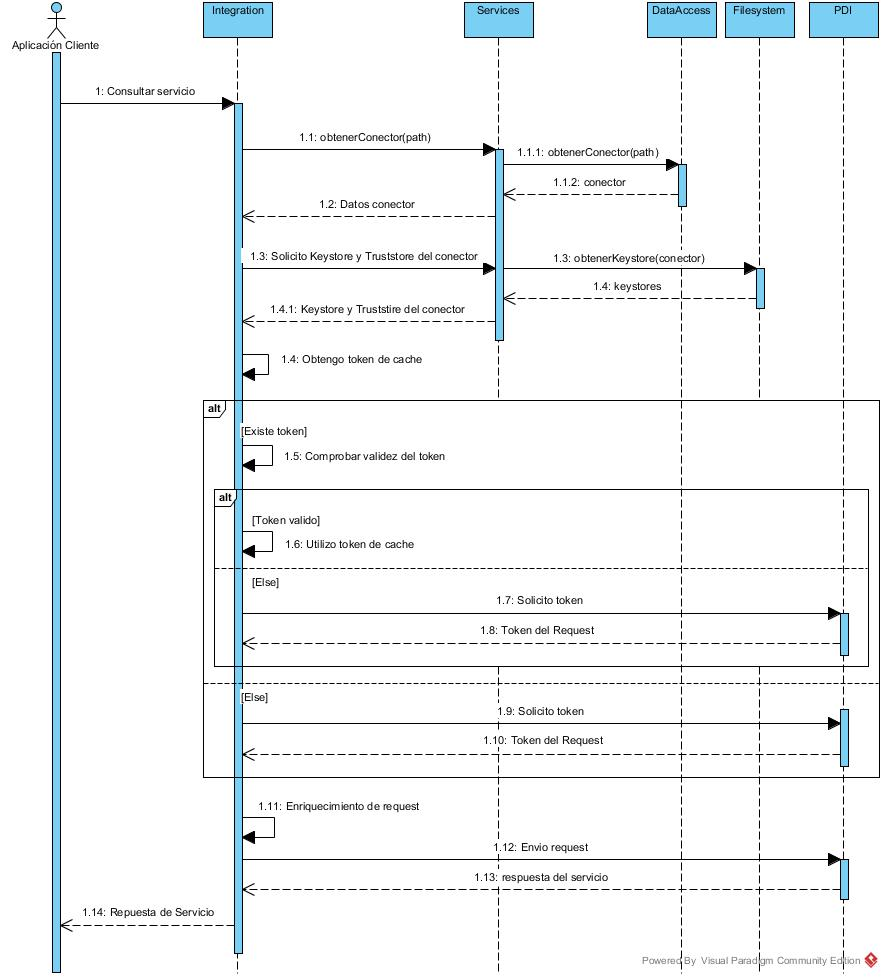 Integration
Services
DataAccess
Filesystem
PDI
Aplicación Cliente
1: Consultar servicio
1.1: obtenerConector(path)
1.1.1: obtenerConector(path)
1.1.2: conector
1.2: Datos conector
1.3: Solicito Keystore y Truststore del conector
1.3: obtenerKeystore(conector)
1.4: keystores
1.4.1: Keystore y Truststire del conector
1.4: Obtengo token de cache
alt
[Existe token]
1.5: Comprobar validez del token
alt
[Token valido]
1.6: Utilizo token de cache
[Else]
1.7: Solicito token
1.8: Token del Request
[Else]
1.9: Solicito token
1.10: Token del Request
1.11: Enriquecimiento de request
1.12: Envio request
1.13: respuesta del servicio
1.14: Repuesta de Servicio
Powered By Visual Paradigm Community Edition